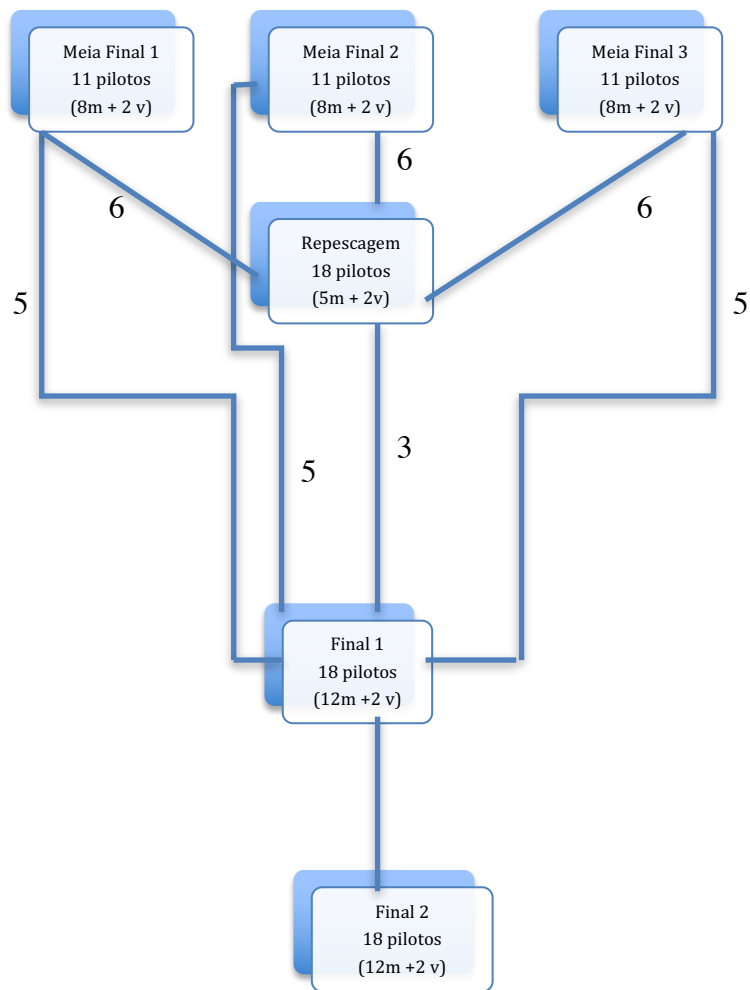 Meia Final 1
11 pilotos
(8m + 2 v)
Meia Final 2
11 pilotos
(8m + 2 v)
Meia Final 3
11 pilotos
(8m + 2 v)
6
6
6
Repescagem
18 pilotos
(5m + 2v)
5
5
3
5
Final 1
18 pilotos
(12m +2 v)
Final 2
18 pilotos
(12m +2 v)